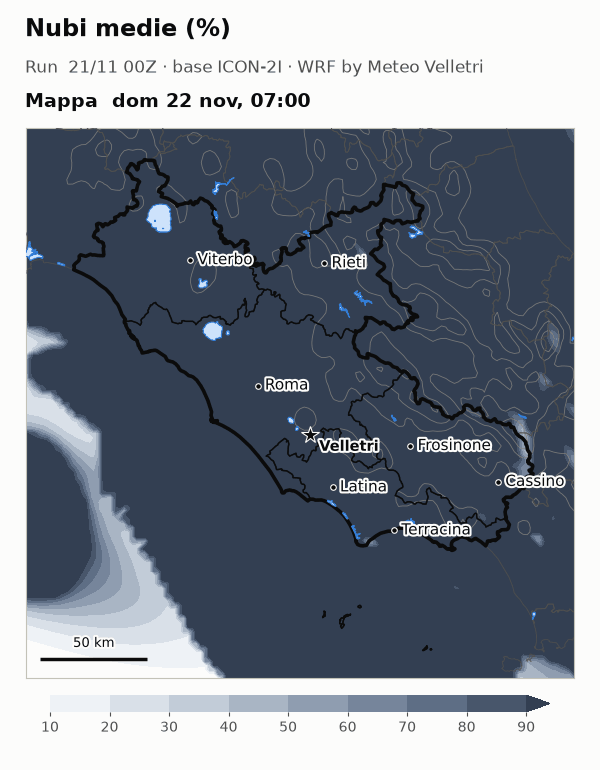 Nubi medie (%)
Run  21/11 00Z · base ICON-2I · WRF by Meteo Velletri
Mappa  dom 22 nov, 07:00
Viterbo
Rieti
Roma
Velletri
Frosinone
Cassino
Latina
Terracina
50 km
10 20 30 40 50 60 70 80 90